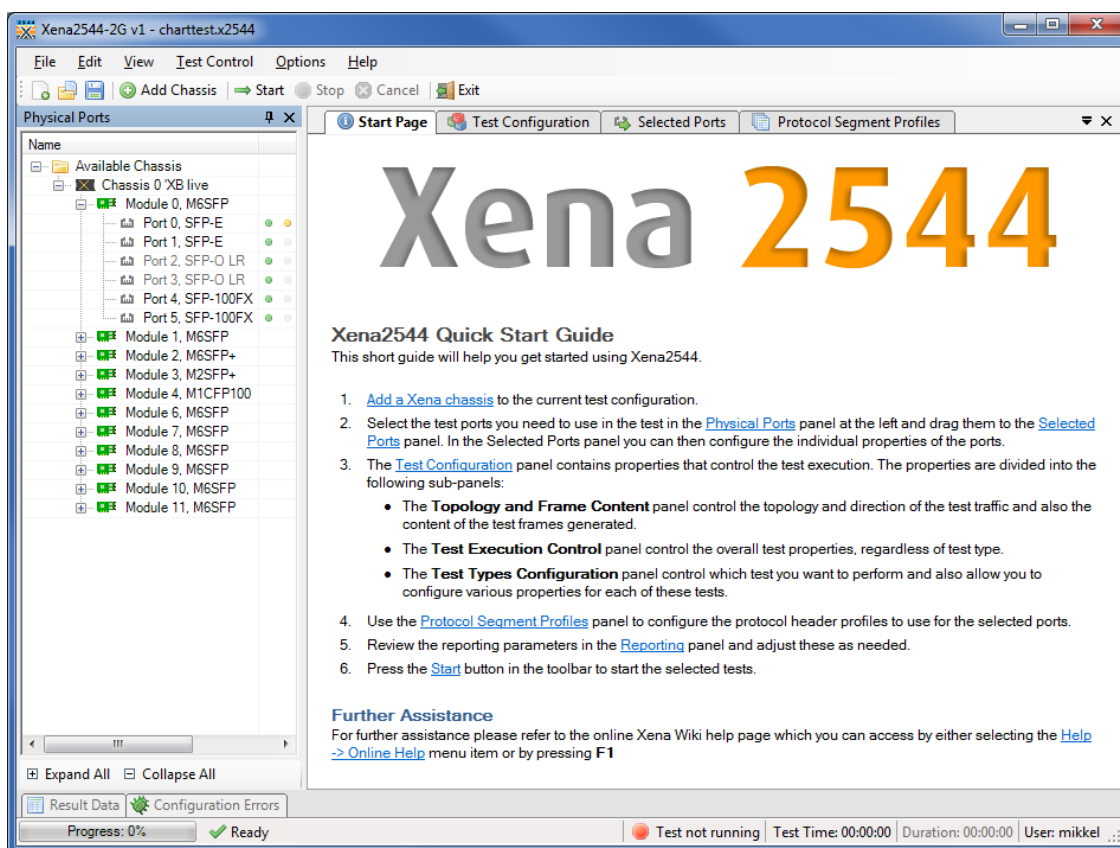 Xena2544-2G v1 - charttest.x2544
File Edit View Test Control Options Help
Add Chassis Start Stop Cancel Exit
Physical Ports
Start Page Test Configuration Selected Ports Protocol Segment Profiles
Name
Available Chassis
Chassis 0 'XB live
Module 0, M6SFP
Port 0, SFP-E
Port 1, SFP-E
Port 2, SFP-O LR
Port 3, SFP-O LR
Port 4, SFP-100FX
Port 5, SFP-100FX
Module 1, M6SFP
Module 2, M6SFP+
Module 3, M2SFP+
Module 4, M1CFP100
Module 6, M6SFP
Module 7, M6SFP
Module 8, M6SFP
Module 9, M6SFP
Module 10, M6SFP
Module 11, M6SFP
Expand All Collapse All
Xena 2544
Xena2544 Quick Start Guide
This short guide will help you get started using Xena2544.
1. Add a Xena chassis to the current test configuration.
2. Select the test ports you need to use in the test in the Physical Ports panel at the left and drag them to the Selected
Ports panel. In the Selected Ports panel you can then configure the individual properties of the ports.
3. The Test Configuration panel contains properties that control the test execution. The properties are divided into the
following sub-panels:
• The Topology and Frame Content panel control the topology and direction of the test traffic and also the
content of the test frames generated.
• The Test Execution Control panel control the overall test properties, regardless of test type.
• The Test Types Configuration panel control which test you want to perform and also allow you to
configure various properties for each of these tests.
4. Use the Protocol Segment Profiles panel to configure the protocol header profiles to use for the selected ports.
5. Review the reporting parameters in the Reporting panel and adjust these as needed.
6. Press the Start button in the toolbar to start the selected tests.
Further Assistance
For further assistance please refer to the online Xena Wiki help page which you can access by either selecting the Help
-> Online Help menu item or by pressing F1
Result Data Configuration Errors
Progress: 0% Ready Test not running Test Time: 00:00:00 Duration: 00:00:00 User: mikkel